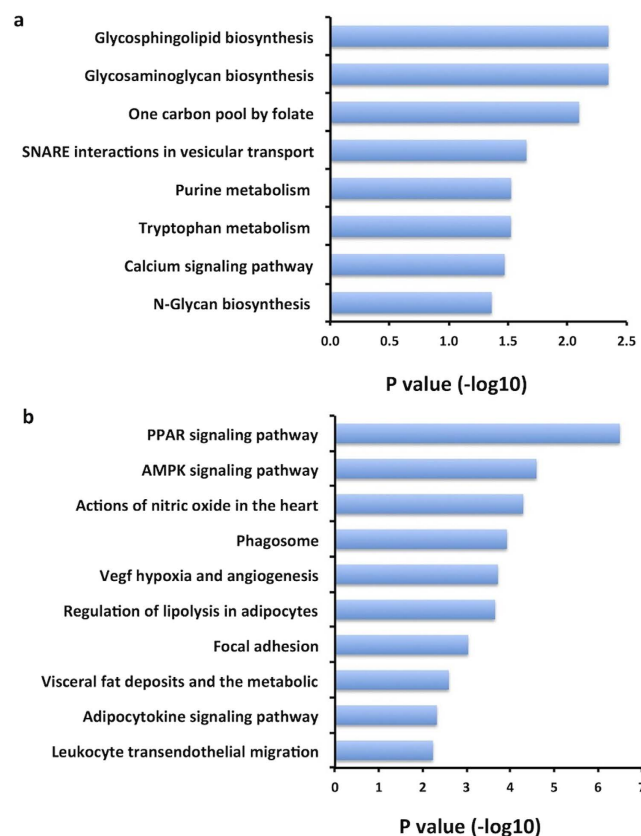 a
Glycosphingolipid biosynthesis
Glycosaminoglycan biosynthesis
One carbon pool by folate
SNARE interactions in vesicular transport
Purine metabolism
Tryptophan metabolism
Calcium signaling pathway
N-Glycan biosynthesis
0.0 0.5 1.0 1.5 2.0 2.5
P value (-log10)
b
PPAR signaling pathway
AMPK signaling pathway
Actions of nitric oxide in the heart
Phagosome
Vegf hypoxia and angiogenesis
Regulation of lipolysis in adipocytes
Focal adhesion
Visceral fat deposits and the metabolic
Adipocytokine signaling pathway
Leukocyte transendothelial migration
0 1 2 3 4 5 6 7
P value (-log10)